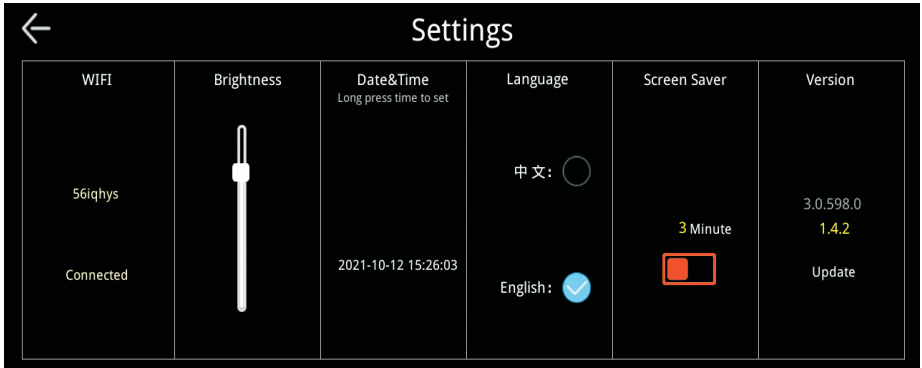 Settings
WIFI
56iqhys
Connected
Brightness
Date&Time
Long press time to set
2021-10-12 15:26:03
Language
中文:
English:
Screen Saver
3 Minute
Version
3.0.598.0
1.4.2
Update